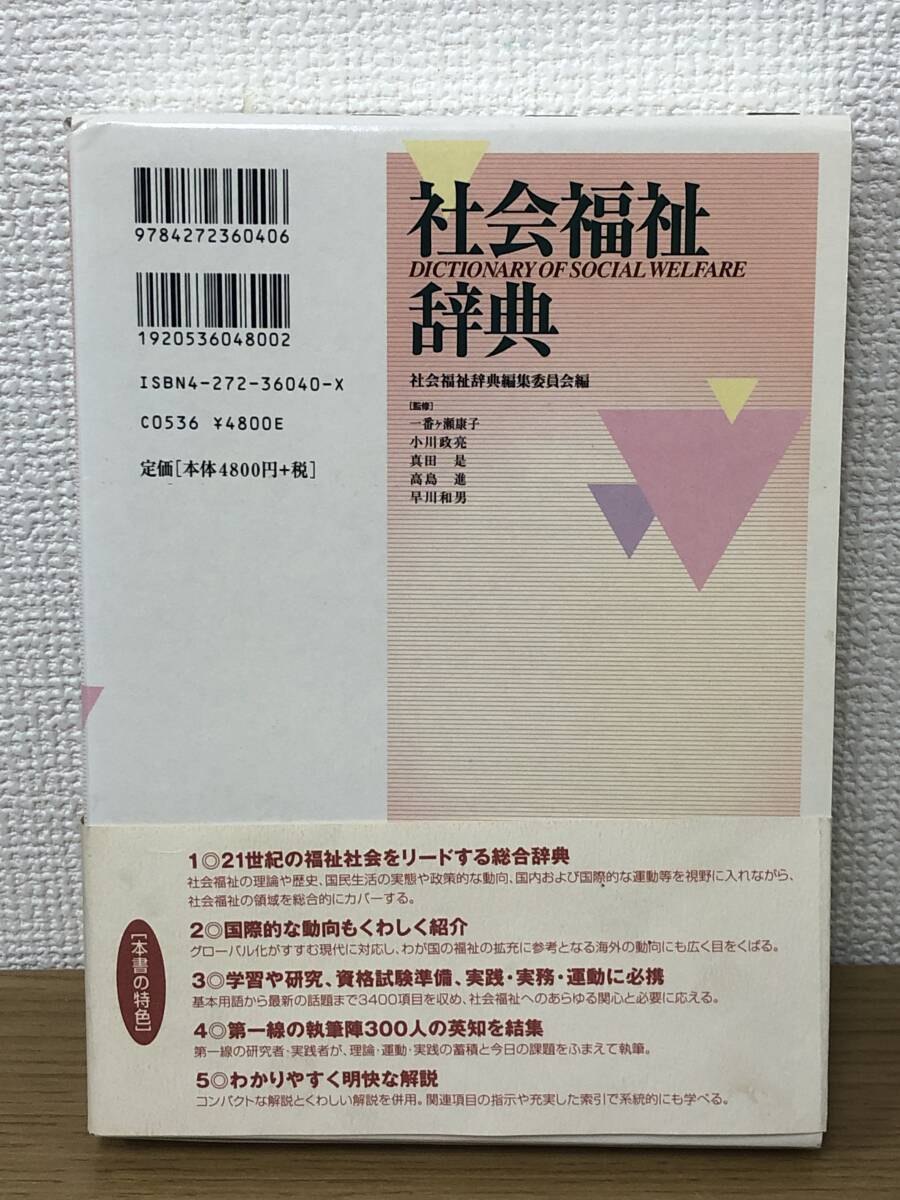 9784272360406
1920536048002
ISBN4-272-36040-X
C0536 ¥4800E
定価[本体4800円+税]
社会福祉
DICTIONARY OF SOCIAL WELFARE
辞典
社会福祉辞典編集委員会編
[監修]
一番ヶ瀬康子
小川政亮
真田 是
高島 進
早川和男
[本書の特色]
1◎21世紀の福祉社会をリードする総合辞典
社会福祉の理論や歴史、国民生活の実態や政策的な動向、国内および国際的な運動等を視野に入れながら、
社会福祉の領域を総合的にカバーする。
2◎国際的な動向もくわしく紹介
グローバル化がすすむ現代に対応し、わが国の福祉の拡充に参考となる海外の動向にも広く目をくばる。
3◎学習や研究、資格試験準備、実践・実務・運動に必携
基本用語から最新の話題まで3400項目を収め、社会福祉へのあらゆる関心と必要に応える。
4◎第一線の執筆陣300人の英知を結集
第一線の研究者・実践者が、理論・運動・実践の蓄積と今日の課題をふまえて執筆。
5◎わかりやすく明快な解説
コンパクトな解説とくわしい解説を併用。関連項目の指示や充実した索引で系統的にも学べる。